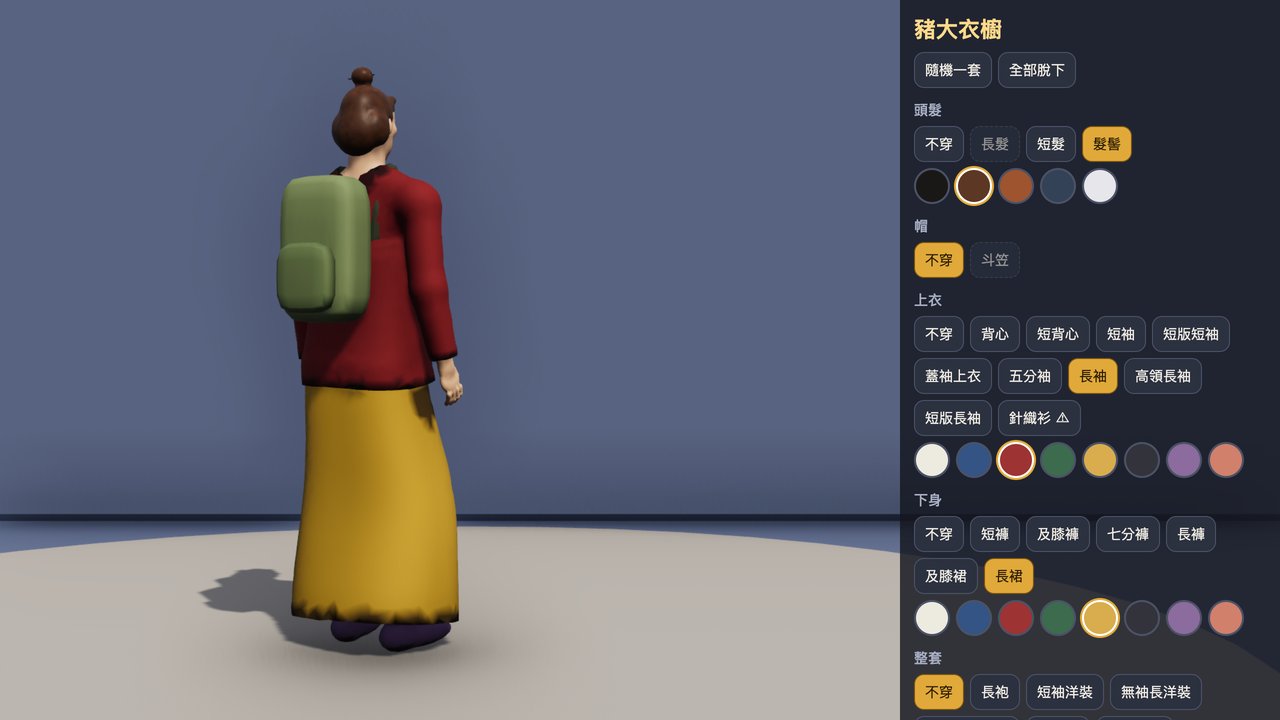 豬大衣櫥
隨機一套 全部脫下
頭髮
不穿 長髮 短髮 髮髻
帽
不穿 斗笠
上衣
不穿 背心 短背心 短袖 短版短袖
蓋袖上衣 五分袖 長袖 高領長袖
短版長袖 針織衫 ⚠
下身
不穿 短褲 及膝褲 七分褲 長褲
及膝裙 長裙
整套
不穿 長袍 短袖洋裝 無袖長洋裝